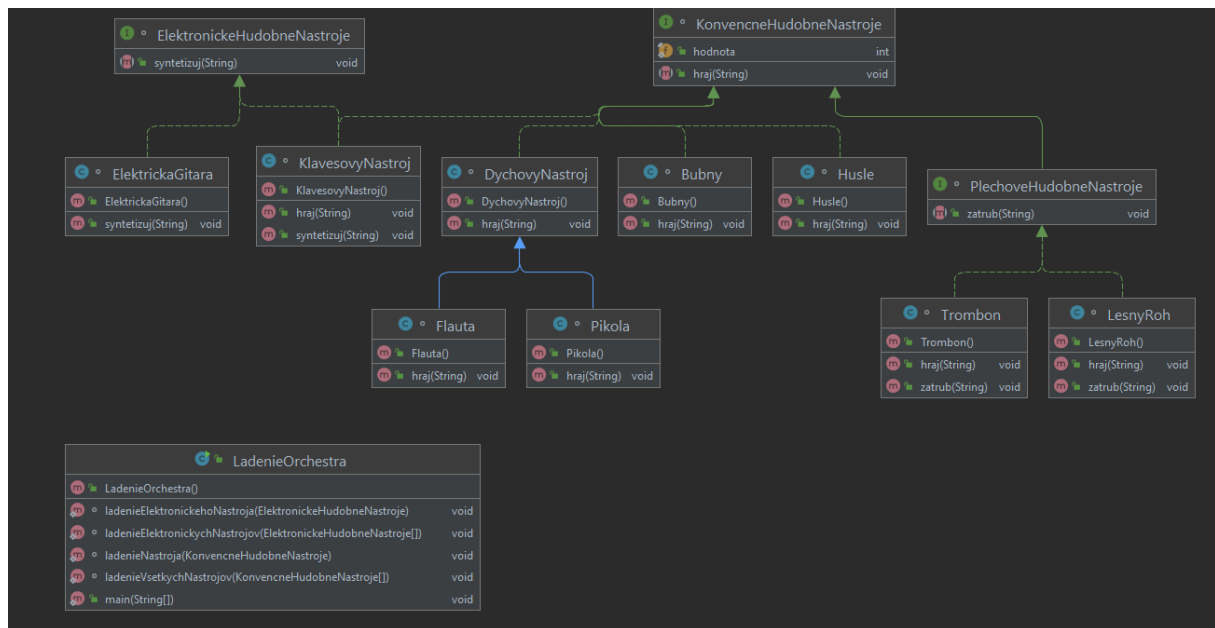 ElektronickeHudobneNastroje
syntetizuj(String) void
KonvencneHudobneNastroje
hodnota int
hraj(String) void
ElektrickaGitara
ElektrickaGitara()
syntetizuj(String) void
KlavesovyNastroj
KlavesovyNastroj()
hraj(String) void
syntetizuj(String) void
DychovyNastroj
DychovyNastroj()
hraj(String) void
Bubny
Bubny()
hraj(String) void
Husle
Husle()
hraj(String) void
PlechoveHudobneNastroje
zatrub(String) void
Flauta
Flauta()
hraj(String) void
Pikola
Pikola()
hraj(String) void
Trombon
Trombon()
hraj(String) void
zatrub(String) void
LesnyRoh
LesnyRoh()
hraj(String) void
zatrub(String) void
LadenieOrchestra
LadenieOrchestra()
ladenieElektronickehoNastroja(ElektronickeHudobneNastroje) void
ladenieElektronickychNastrojov(ElektronickeHudobneNastroje[]) void
ladenieNastroja(KonvencneHudobneNastroje) void
ladenieVsetkychNastrojov(KonvencneHudobneNastroje[]) void
main(String[]) void